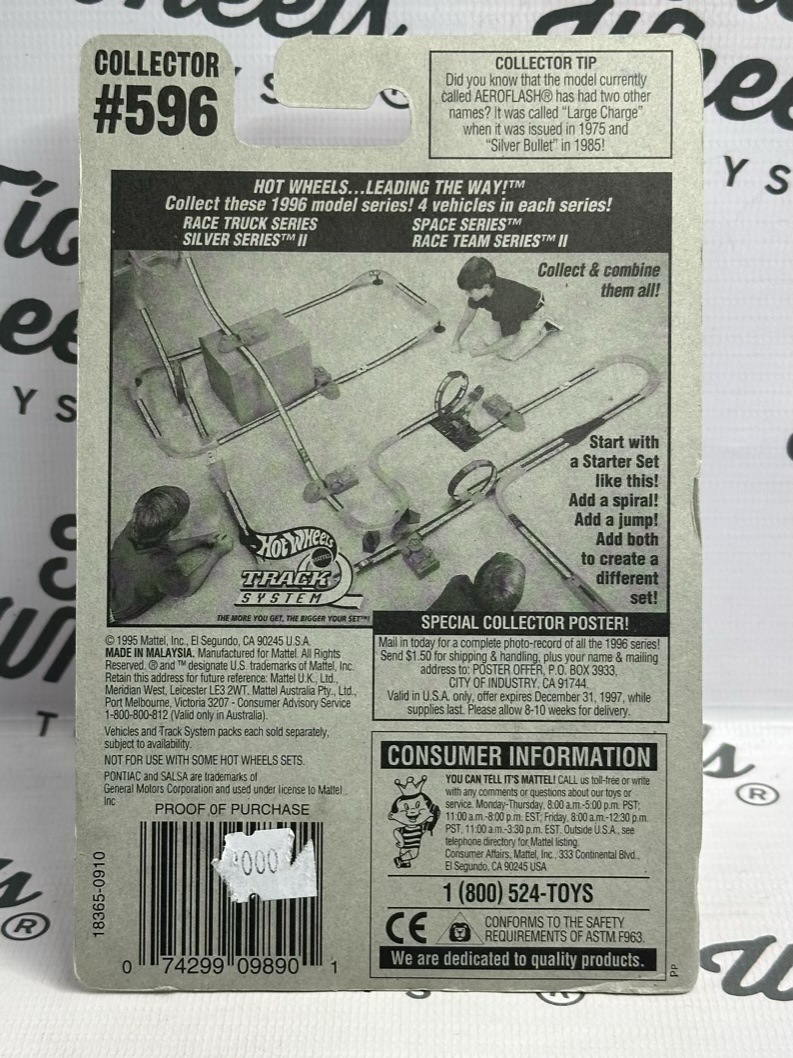 COLLECTOR
#596
COLLECTOR TIP
Did you know that the model currently
called AEROFLASH® has had two other
names? It was called "Large Charge"
when it was issued in 1975 and
"Silver Bullet" in 1985!
HOT WHEELS...LEADING THE WAY!™
Collect these 1996 model series! 4 vehicles in each series!
RACE TRUCK SERIES
SPACE SERIES™
SILVER SERIES™ II
RACE TEAM SERIES™ II
Collect & combine
them all!
Start with
a Starter Set
like this!
Add a spiral!
Add a jump!
Add both
to create a
different
set!
HOT WHEELS
MATTEL
TRACK
SYSTEM
THE MORE YOU GET, THE BIGGER YOUR SET™!
© 1995 Mattel, Inc., El Segundo, CA 90245 U.S.A.
MADE IN MALAYSIA. Manufactured for Mattel. All Rights
Reserved. ® and ™ designate U.S. trademarks of Mattel, Inc.
Retain this address for future reference: Mattel U.K., Ltd.,
Meridian West, Leicester LE3 2WT. Mattel Australia Pty., Ltd.,
Port Melbourne, Victoria 3207 - Consumer Advisory Service
1-800-800-812 (Valid only in Australia).
Vehicles and Track System packs each sold separately,
subject to availability.
NOT FOR USE WITH SOME HOT WHEELS SETS.
PONTIAC and SALSA are trademarks of
General Motors Corporation and used under license to Mattel
Inc
PROOF OF PURCHASE
000
18365-0910
0 74299 09890 1
SPECIAL COLLECTOR POSTER!
Mail in today for a complete photo-record of all the 1996 series!
Send $1.50 for shipping & handling, plus your name & mailing
address to: POSTER OFFER, P.O. BOX 3933,
CITY OF INDUSTRY, CA 91744.
Valid in U.S.A. only, offer expires December 31, 1997, while
supplies last. Please allow 8-10 weeks for delivery.
CONSUMER INFORMATION
YOU CAN TELL IT'S MATTEL! CALL us toll-free or write
with any comments or questions about our toys or
service. Monday-Thursday, 8:00 a.m.-5:00 p.m. PST;
11:00 a.m.-8:00 p.m. EST; Friday, 8:00 a.m.-12:30 p.m.
PST, 11:00 a.m.-3:30 p.m. EST. Outside U.S.A., see
telephone directory for Mattel listing.
Consumer Affairs, Mattel, Inc., 333 Continental Blvd.,
El Segundo, CA 90245 USA
1 (800) 524-TOYS
CE
CONFORMS TO THE SAFETY
REQUIREMENTS OF ASTM F963.
We are dedicated to quality products.
PP